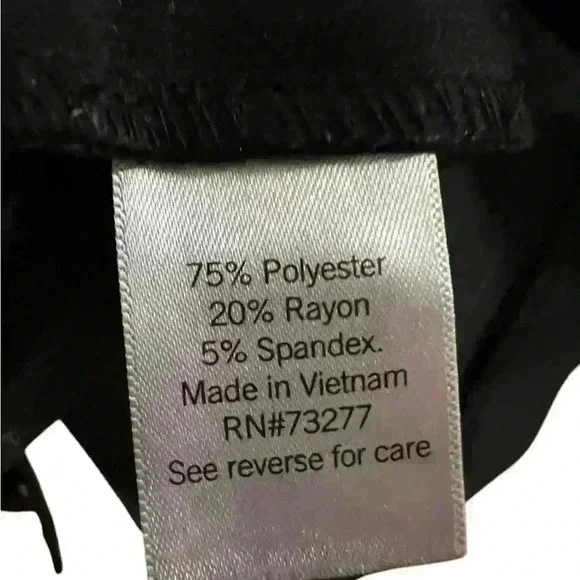 75% Polyester
20% Rayon
5% Spandex.
Made in Vietnam
RN#73277
See reverse for care